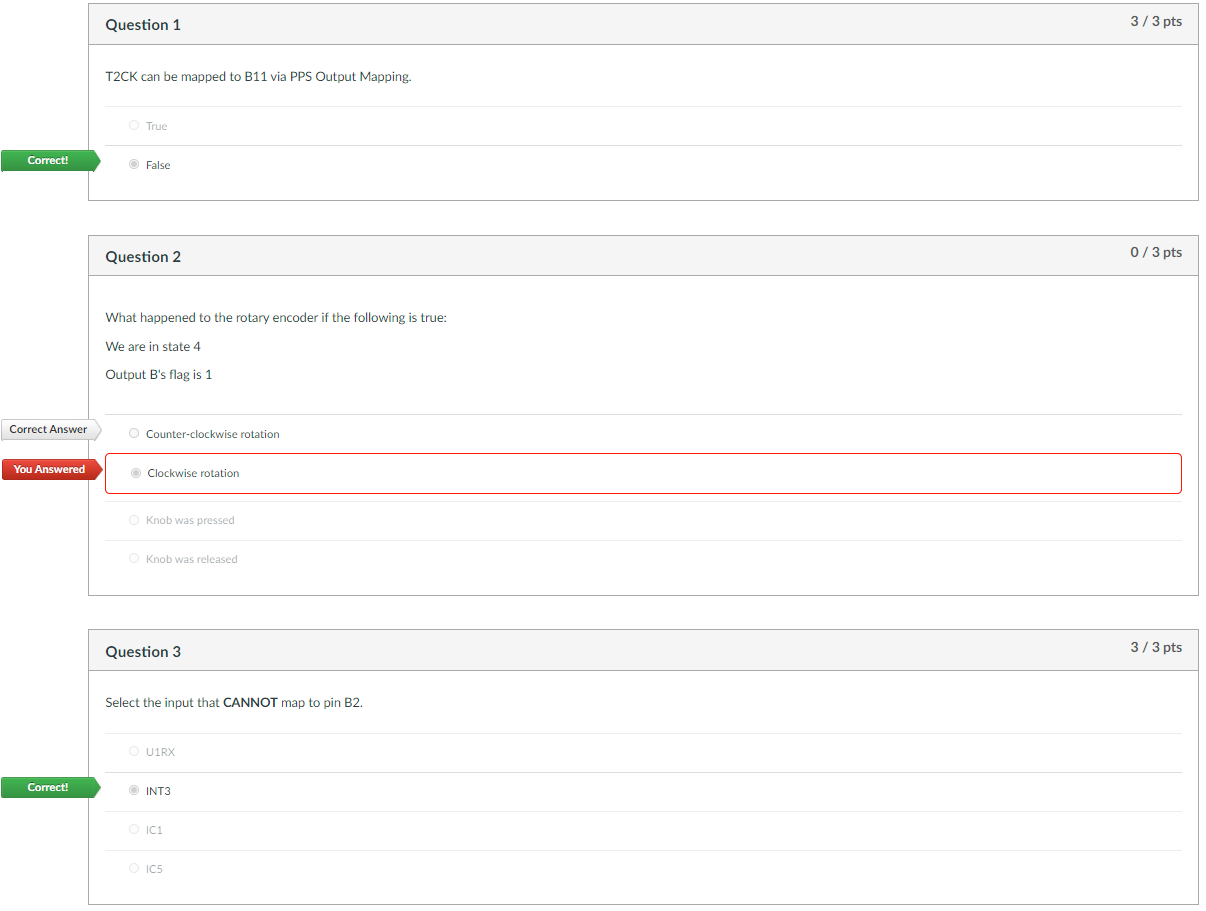 Question 1
3 / 3 pts
T2CK can be mapped to B11 via PPS Output Mapping.
True
Correct!
False
Question 2
0 / 3 pts
What happened to the rotary encoder if the following is true:
We are in state 4
Output B's flag is 1
Correct Answer
Counter-clockwise rotation
You Answered
Clockwise rotation
Knob was pressed
Knob was released
Question 3
3 / 3 pts
Select the input that CANNOT map to pin B2.
U1RX
Correct!
INT3
IC1
IC5